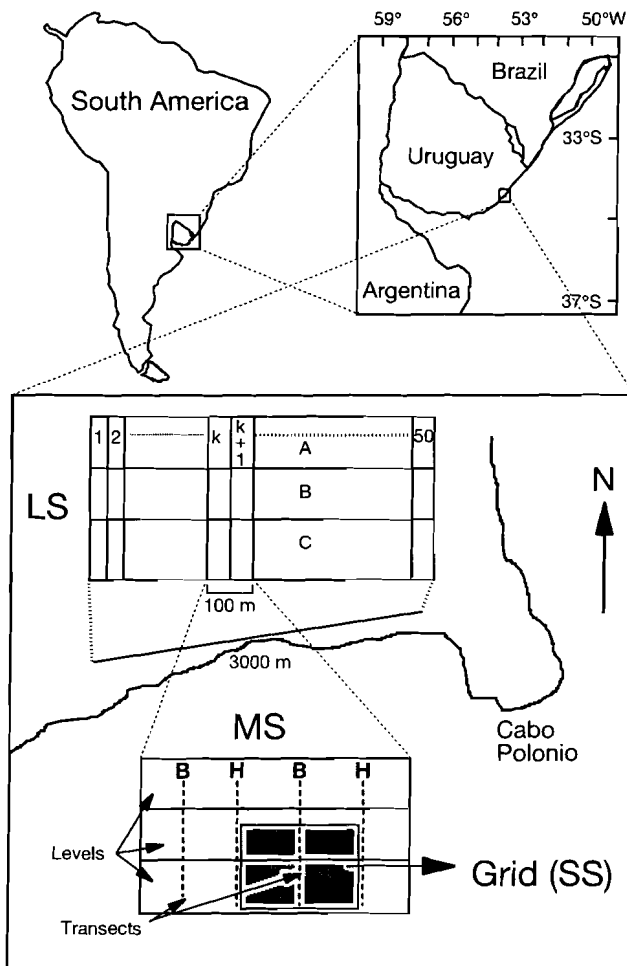 59° 56° 53° 50°W
South America
Brazil
33°S
Uruguay
Argentina
37°S
1 2 k k+1 50
A
LS
B
C
N
100 m
3000 m
MS
Cabo
Polonio
B H B H
Levels
Grid (SS)
Transects